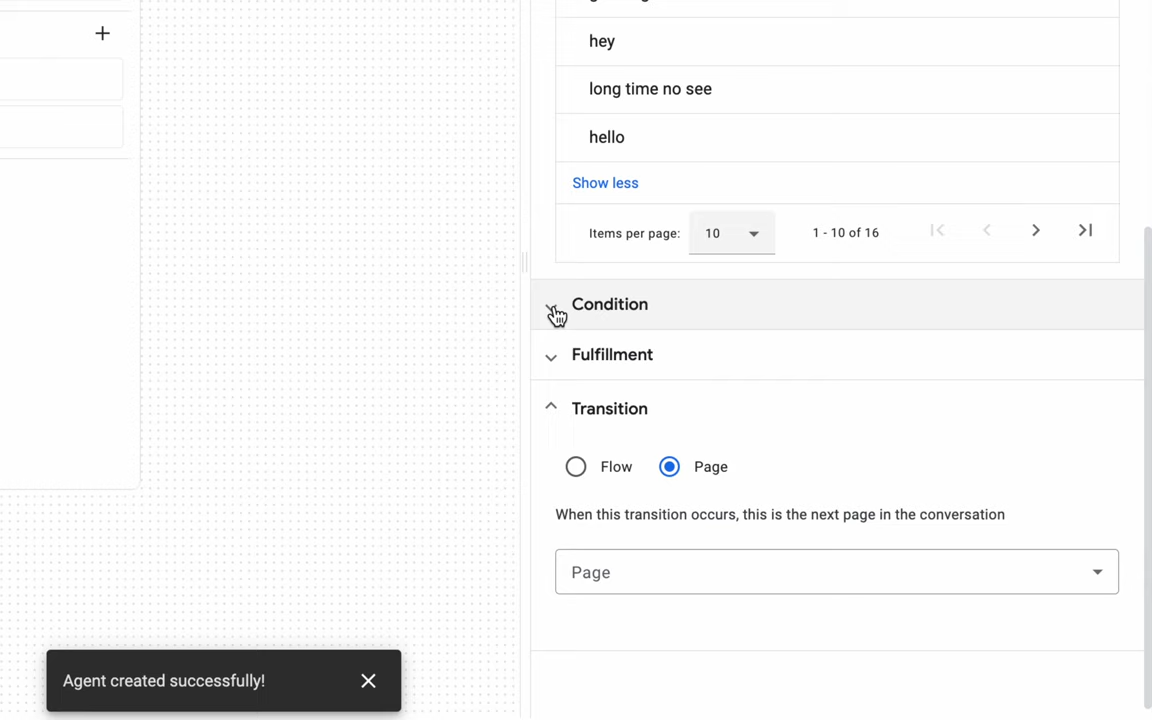 hey
long time no see
hello
Show less
Items per page: 10 1 - 10 of 16
Condition
Fulfillment
Transition
Flow Page
When this transition occurs, this is the next page in the conversation
Page
Agent created successfully!